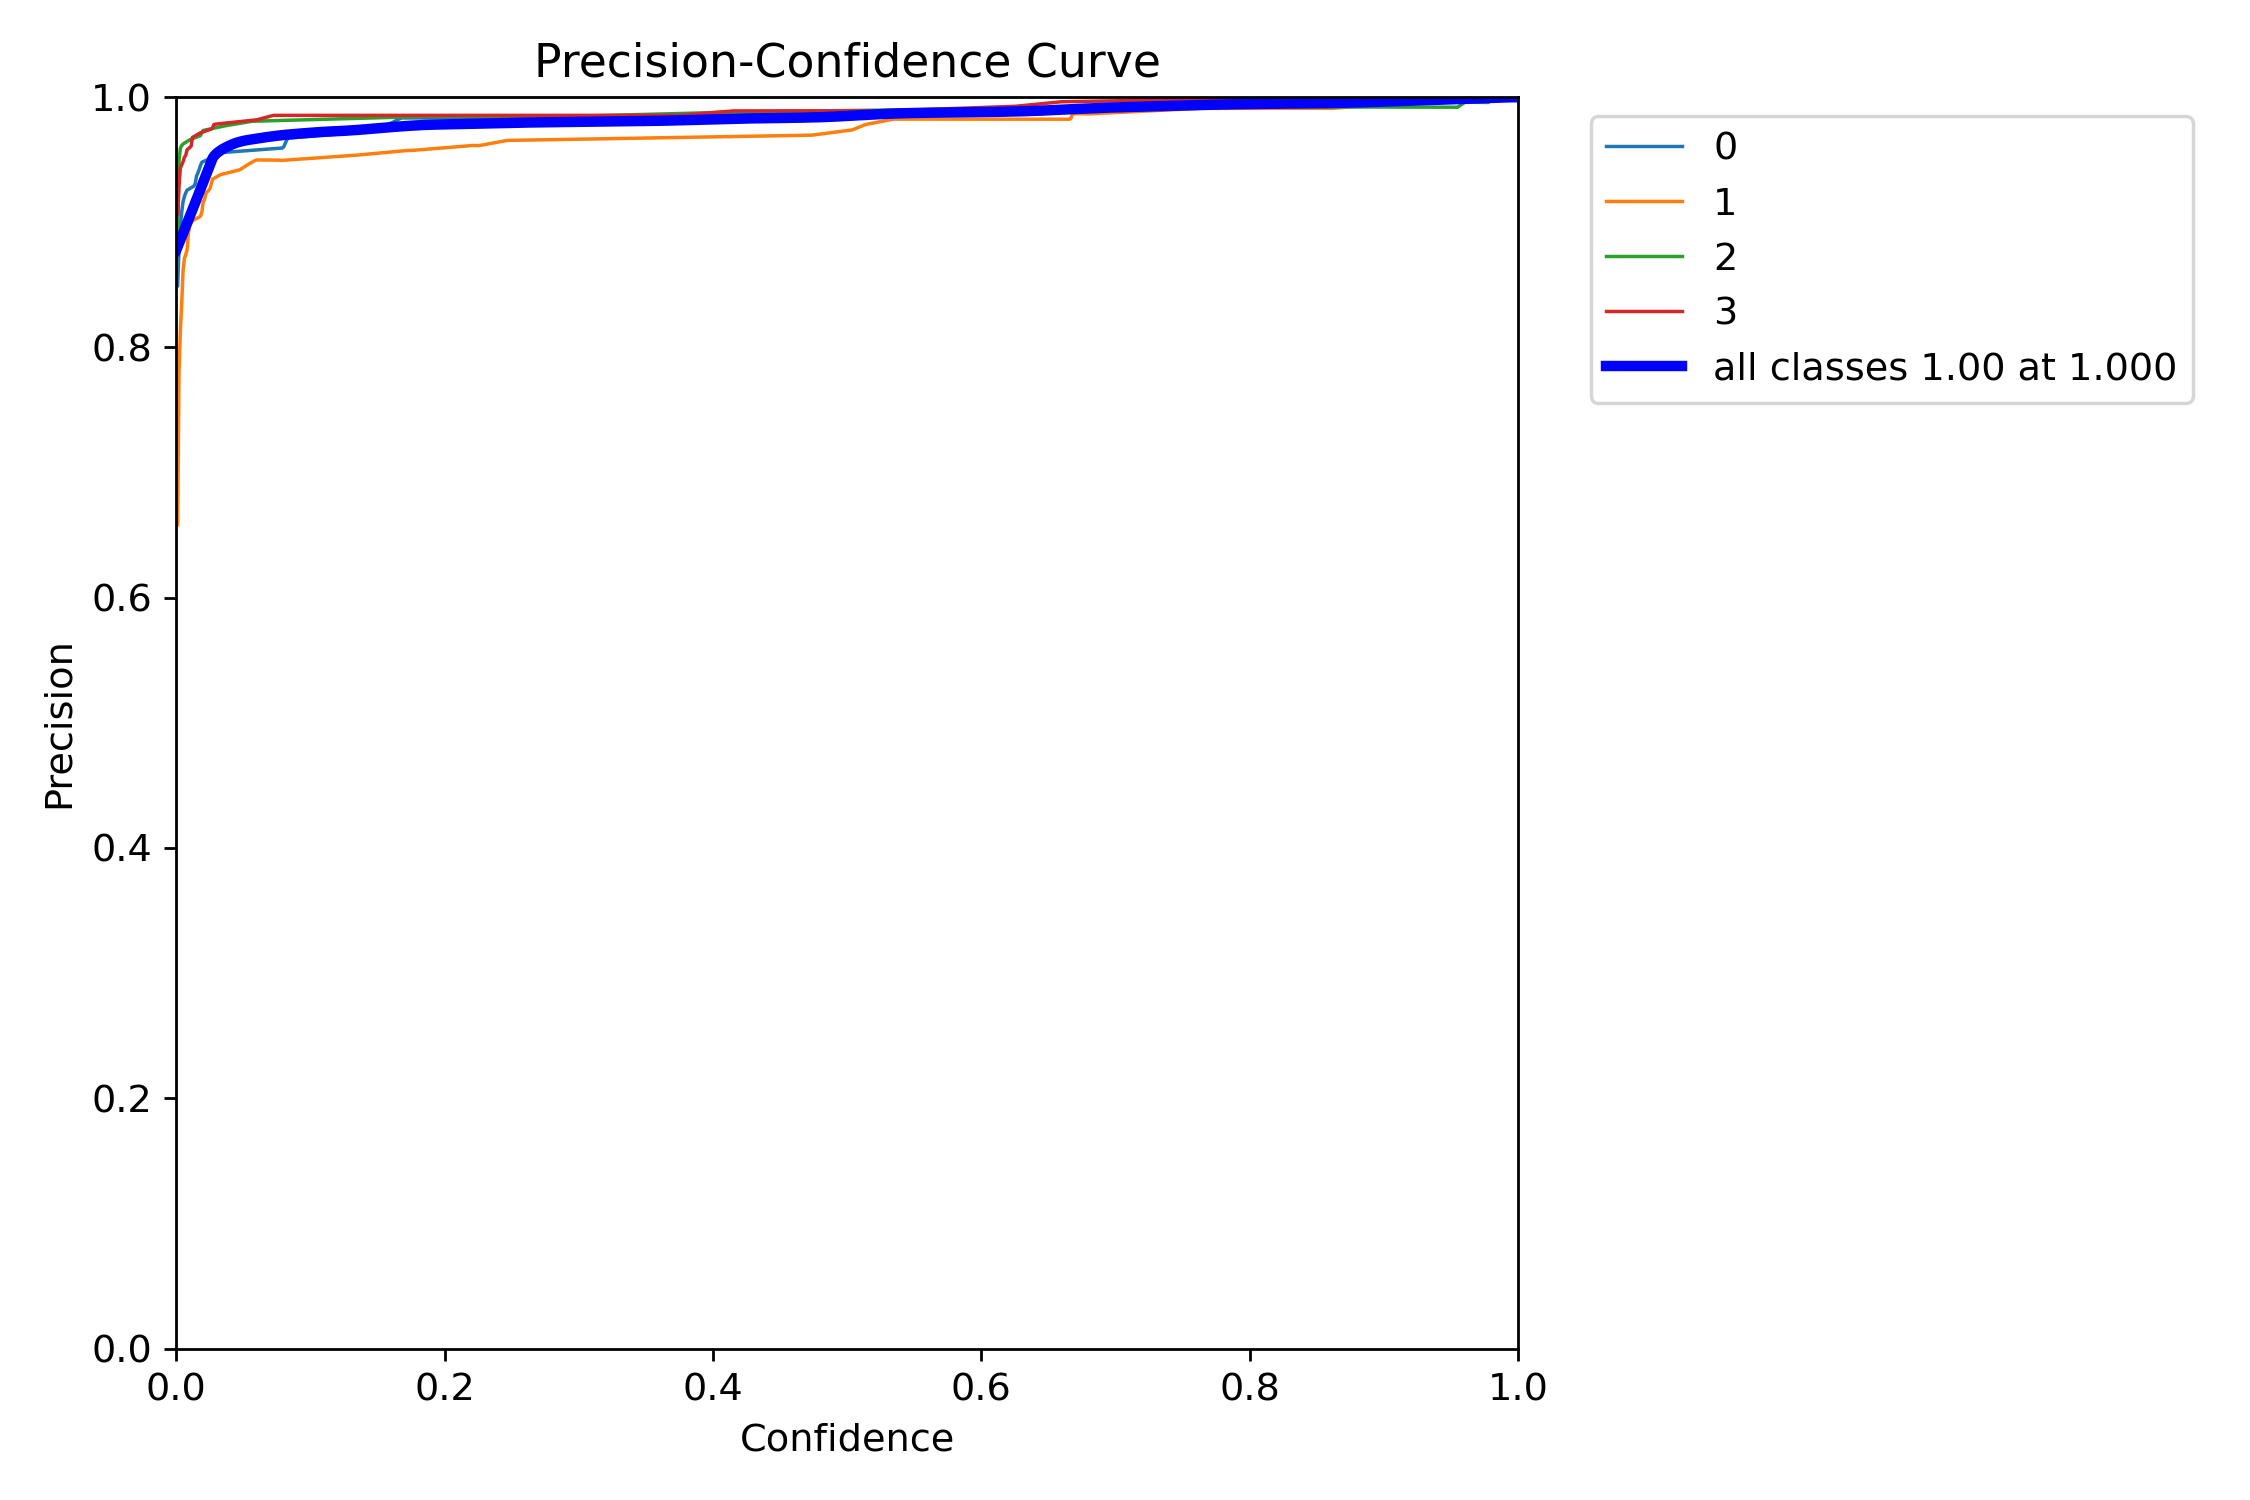 Precision-Confidence Curve
1.0
0.8
0.6
0.4
0.2
0.0
Precision
0.0 0.2 0.4 0.6 0.8 1.0
Confidence
0
1
2
3
all classes 1.00 at 1.000